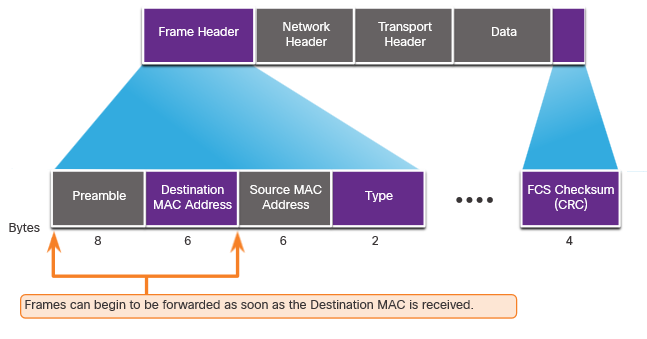 Frame Header
Network
Header
Transport
Header
Data
Preamble
Destination
MAC Address
Source MAC
Address
Type
FCS Checksum
(CRC)
Bytes
8
6
6
2
4
Frames can begin to be forwarded as soon as the Destination MAC is received.